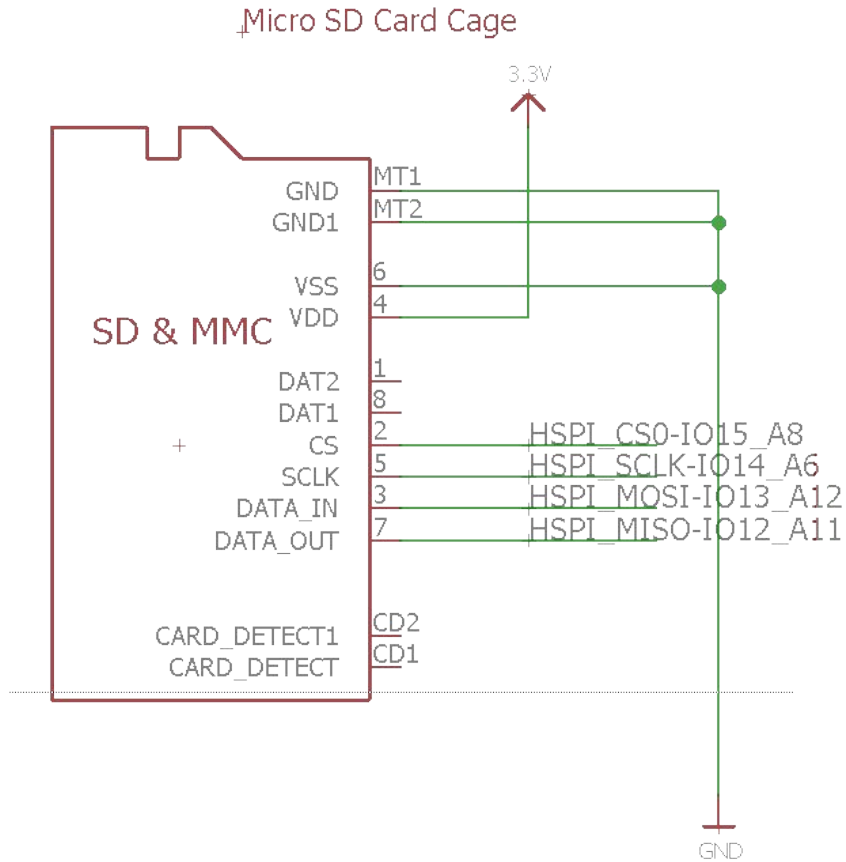 Micro SD Card Cage
3.3V
GND MT1
GND1 MT2
VSS 6
VDD 4
SD & MMC
DAT2 1
DAT1 8
CS 2 HSPI_CS0-IO15_A8
SCLK 5 HSPI_SCLK-IO14_A6
DATA_IN 3 HSPI_MOSI-IO13_A12
DATA_OUT 7 HSPI_MISO-IO12_A11
CARD_DETECT1 CD2
CARD_DETECT CD1
GND